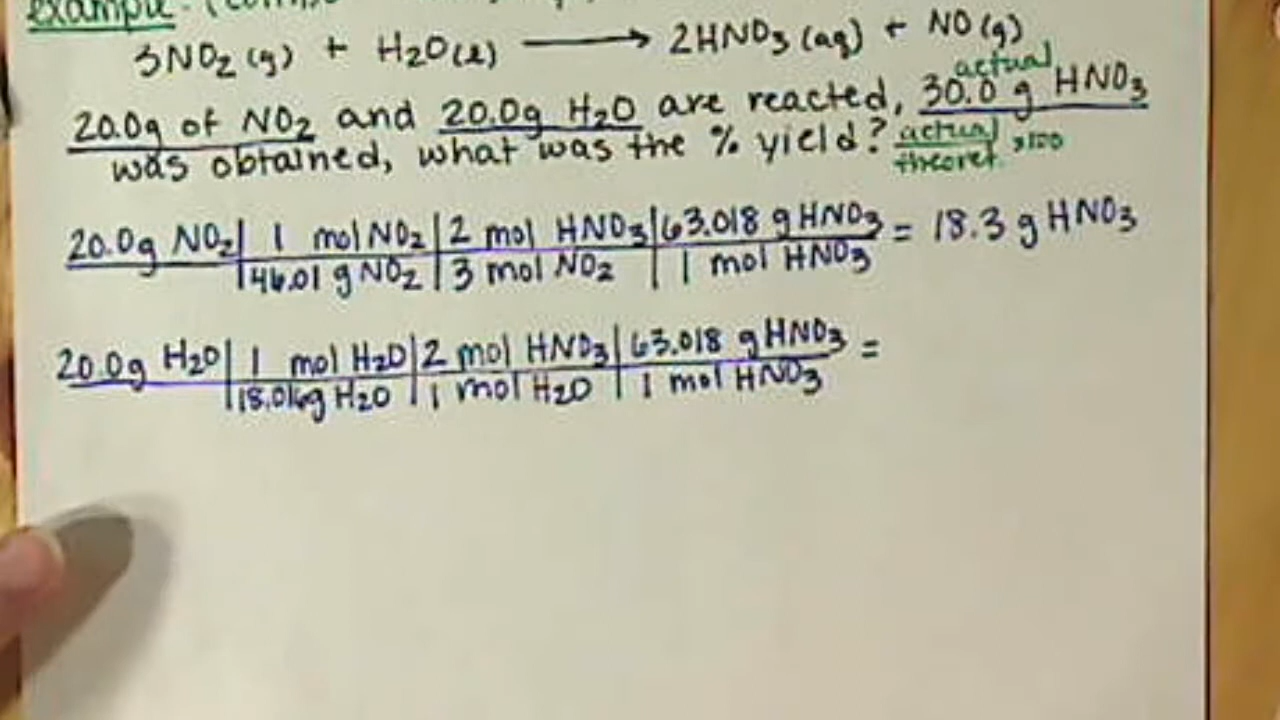 example: (
3NO₂ (g) + H₂O (l) ⟶ 2HNO₃ (aq) + NO (g)
actual
20.0g of NO₂ and 20.0g H₂O are reacted, 30.0 g HNO₃
was obtained, what was the % yield? actual/theoret. x100
20.0g NO₂ | 1 mol NO₂ | 2 mol HNO₃ | 63.018 g HNO₃ = 18.3 g HNO₃
| 46.01 g NO₂ | 3 mol NO₂ | 1 mol HNO₃
20.0g H₂O | 1 mol H₂O | 2 mol HNO₃ | 63.018 g HNO₃ =
| 18.016g H₂O | 1 mol H₂O | 1 mol HNO₃